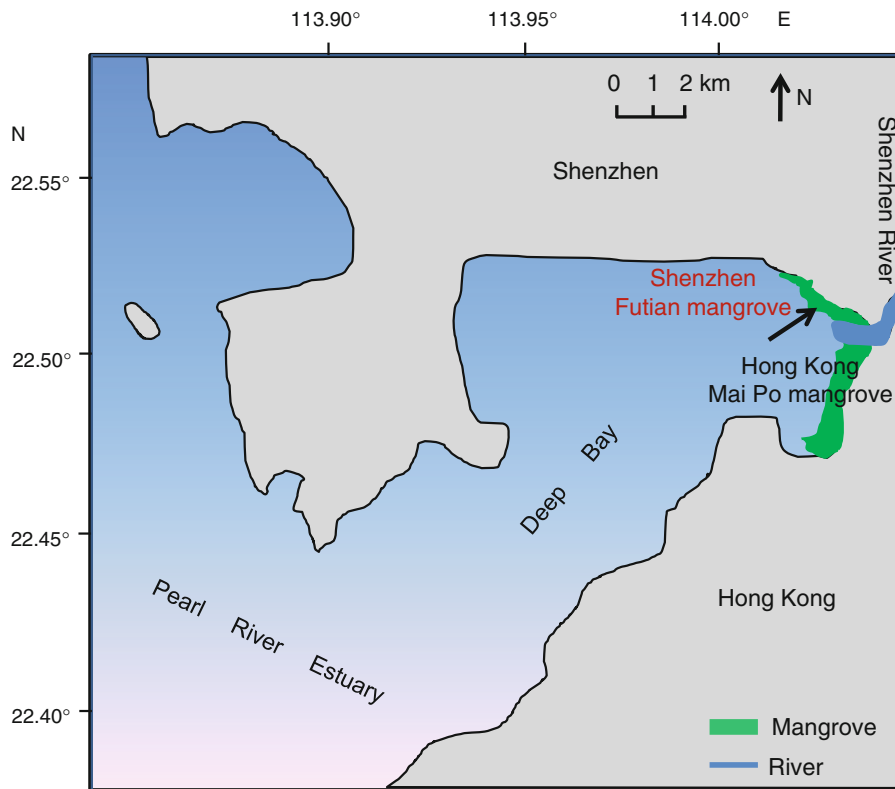 113.90° 113.95° 114.00° E
0 1 2 km
N
N
Shenzhen River
22.55°
Shenzhen
Shenzhen
Futian mangrove
22.50°
Hong Kong
Mai Po mangrove
Deep Bay
22.45°
Pearl River Estuary
Hong Kong
22.40°
Mangrove
River